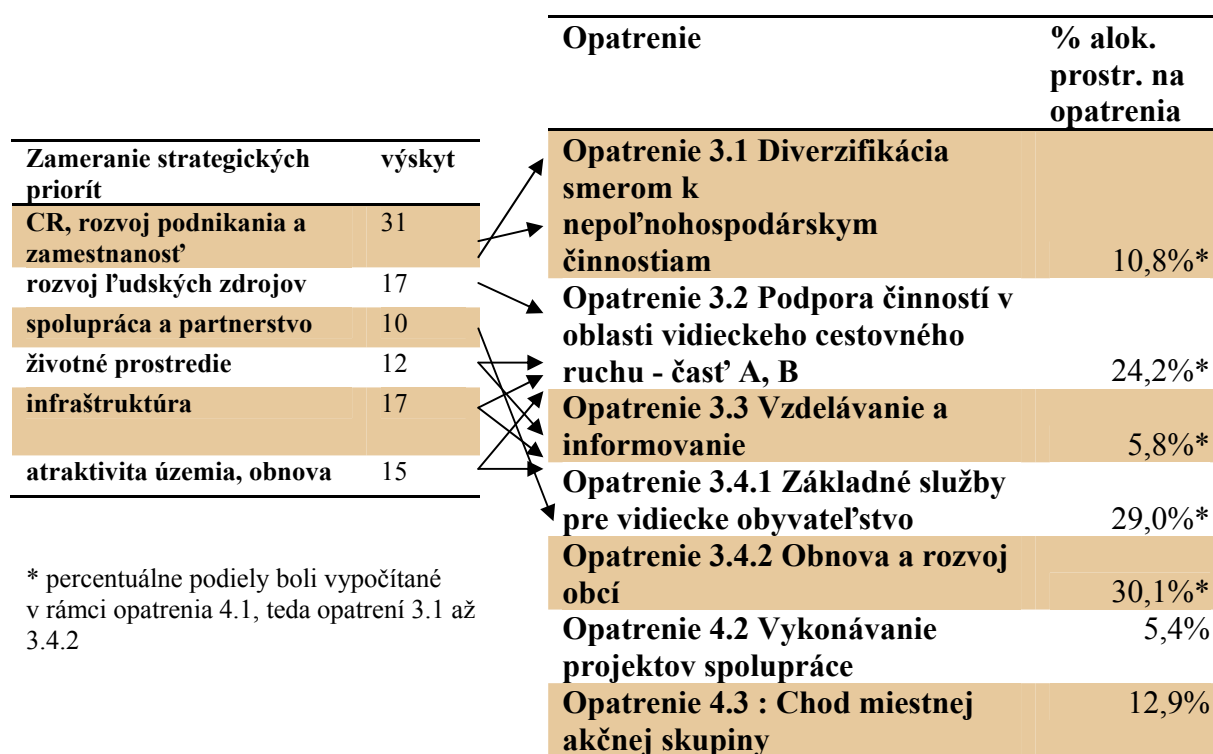 Zameranie strategických výskyt
priorít
CR, rozvoj podnikania a 31
zamestnanosť
rozvoj ľudských zdrojov 17
spolupráca a partnerstvo 10
životné prostredie 12
infraštruktúra 17
atraktivita územia, obnova 15
* percentuálne podiely boli vypočítané
v rámci opatrenia 4.1, teda opatrení 3.1 až
3.4.2
Opatrenie % alok.
prostr. na
opatrenia
Opatrenie 3.1 Diverzifikácia
smerom k
nepoľnohospodárskym
činnostiam 10,8%*
Opatrenie 3.2 Podpora činností v
oblasti vidieckeho cestovného
ruchu - časť A, B 24,2%*
Opatrenie 3.3 Vzdelávanie a
informovanie 5,8%*
Opatrenie 3.4.1 Základné služby
pre vidiecke obyvateľstvo 29,0%*
Opatrenie 3.4.2 Obnova a rozvoj
obcí 30,1%*
Opatrenie 4.2 Vykonávanie 5,4%
projektov spolupráce
Opatrenie 4.3 : Chod miestnej 12,9%
akčnej skupiny